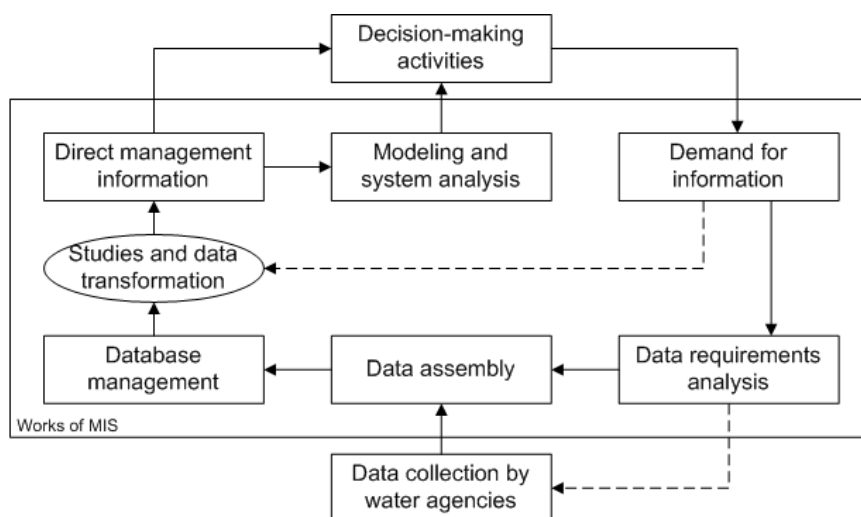 Decision-making
activities
Direct management
information
Modeling and
system analysis
Demand for
information
Studies and data
transformation
Database
management
Data assembly
Data requirements
analysis
Works of MIS
Data collection by
water agencies